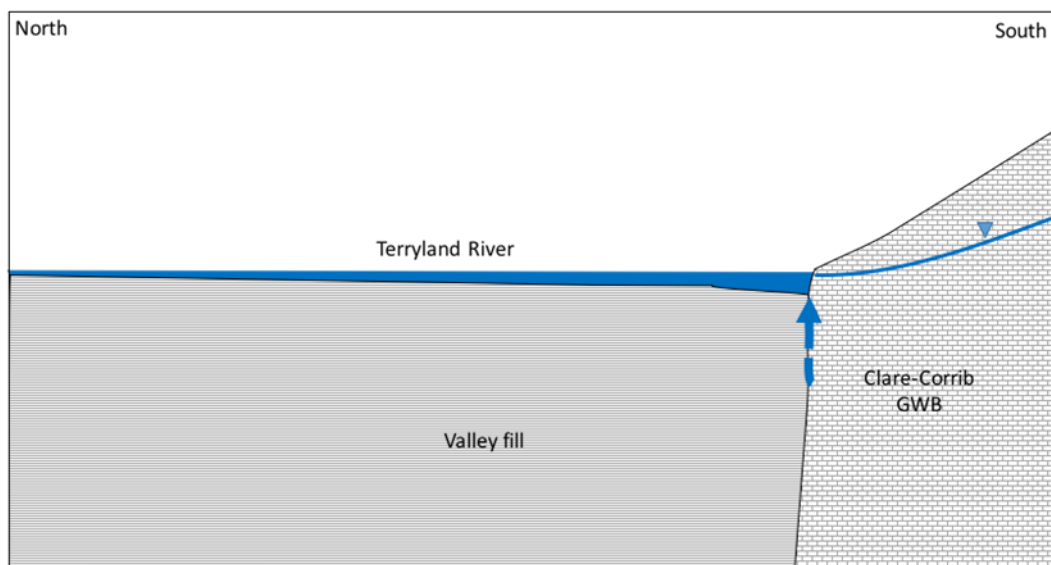 North
South
Terryland River
Clare-Corrib
GWB
Valley fill